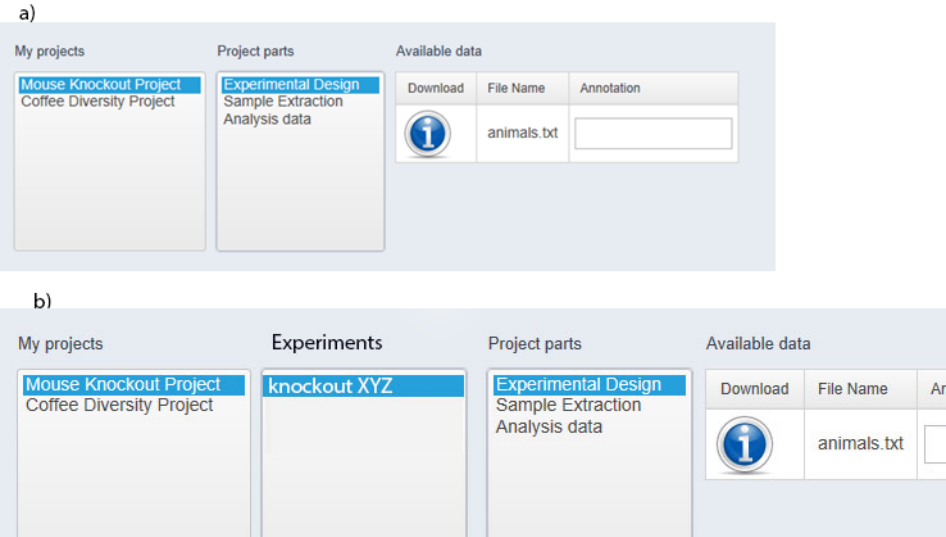 a)
My projects
Project parts
Available data
Mouse Knockout Project
Coffee Diversity Project
Experimental Design
Sample Extraction
Analysis data
Download File Name Annotation
animals.txt
b)
My projects
Experiments
Project parts
Available data
Mouse Knockout Project
Coffee Diversity Project
knockout XYZ
Experimental Design
Sample Extraction
Analysis data
Download File Name An
animals.txt